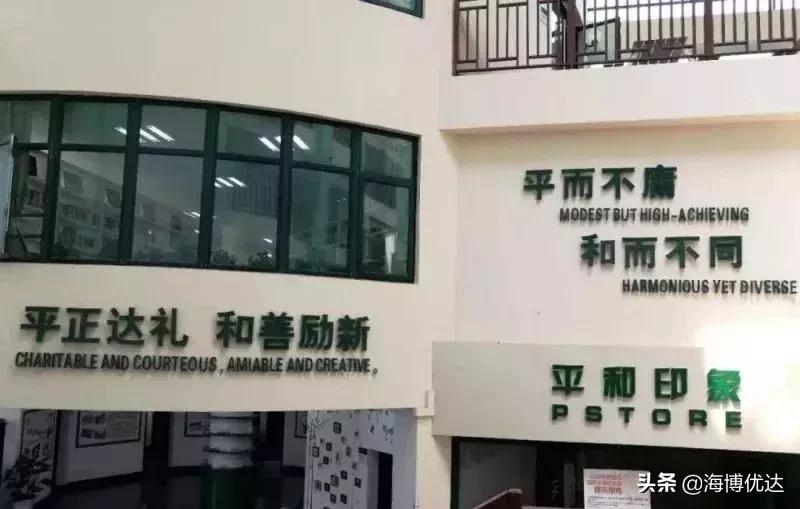 平而不庸
MODEST BUT HIGH-ACHIEVING
和而不同
HARMONIOUS YET DIVERSE
平正达礼 和善励新
CHARITABLE AND COURTEOUS, AMIABLE AND CREATIVE,
平和印象
PSTORE
头条 @海博优达